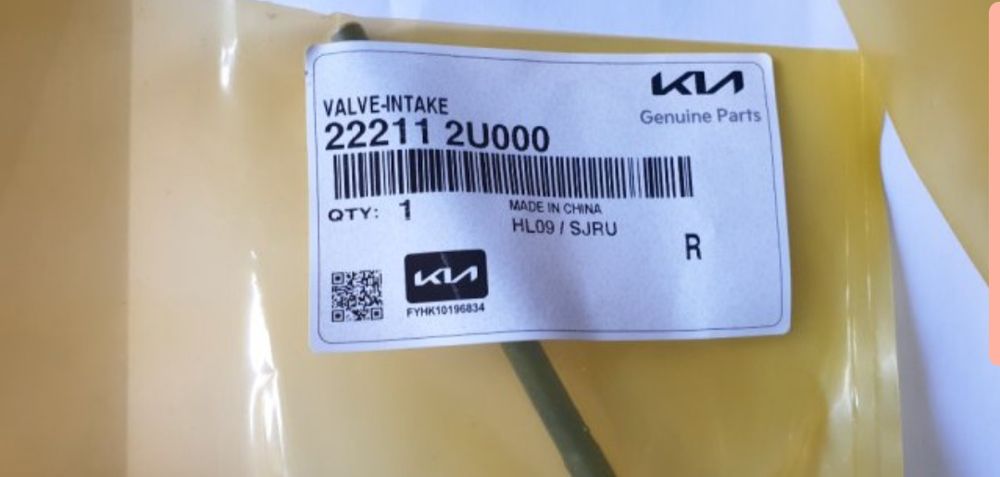 KIA
Genuine Parts
VALVE-INTAKE
22211 2U000
QTY: 1
MADE IN CHINA
HL09 / SJRU
R
KIA
FYHK10196834